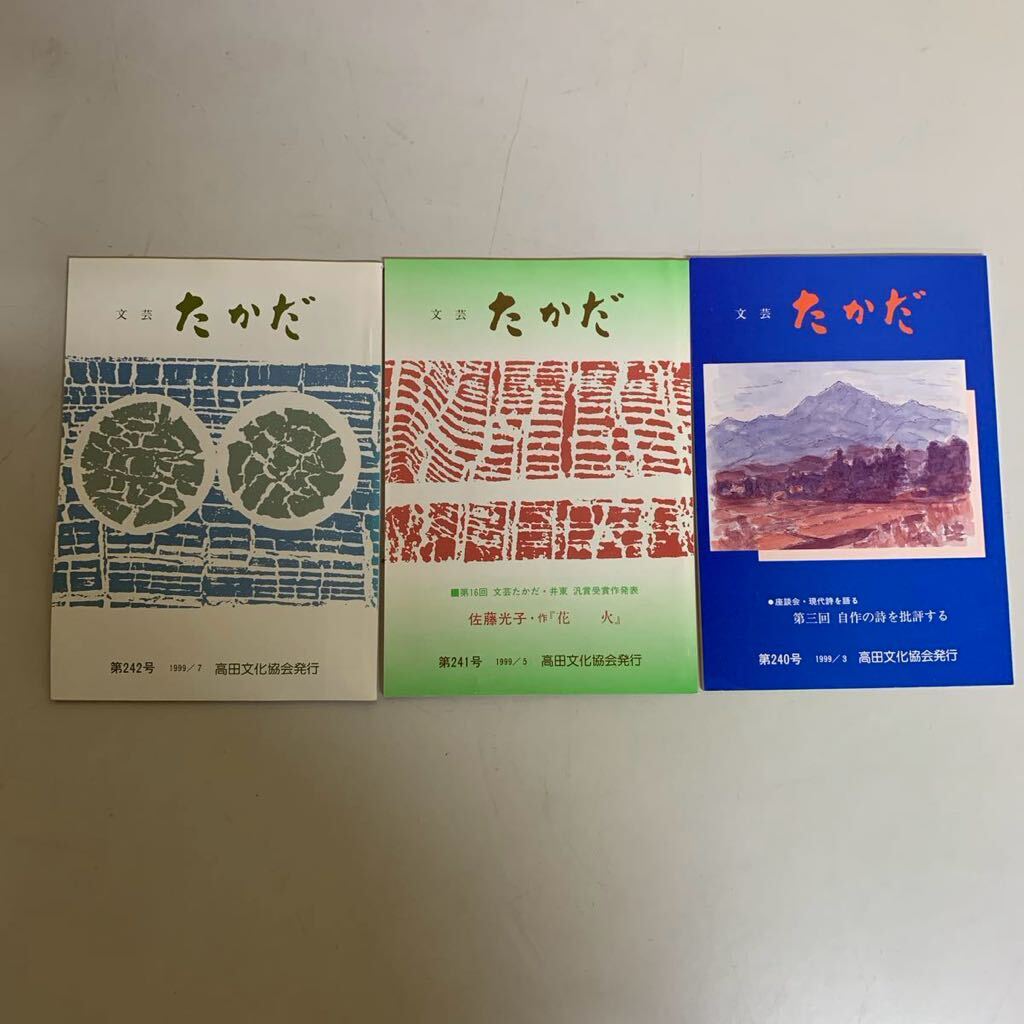 文芸 たかだ
第242号 1999/7 高田文化協会発行
文芸 たかだ
■第16回 文芸たかだ・井東 汎賞受賞作発表
佐藤光子・作『花 火』
第241号 1999/5 高田文化協会発行
文芸 たかだ
●座談会・現代詩を語る
第三回 自作の詩を批評する
第240号 1999/3 高田文化協会発行